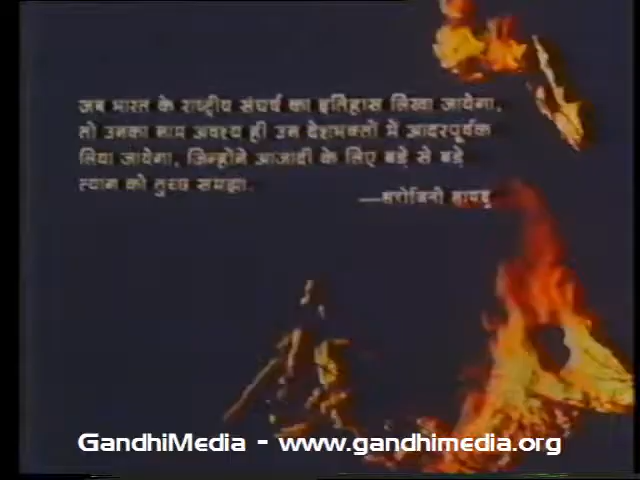 जब भारत के राष्ट्रीय संघर्ष का इतिहास लिखा जायेगा,
तो उनका नाम अवश्य ही उन देशभक्तों में आदरपूर्वक
लिया जायेगा, जिन्होंने आजादी के लिए बड़े से बड़े
त्याग को तुच्छ समझा.
—सरोजिनी नायडू
GandhiMedia - www.gandhimedia.org